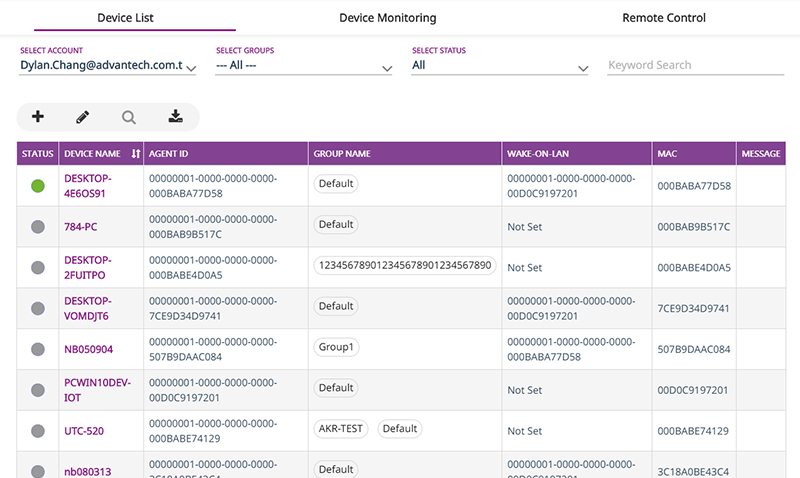 Device List Device Monitoring Remote Control
SELECT ACCOUNT SELECT GROUPS SELECT STATUS
Dylan.Chang@advantech.com.t --- All --- All Keyword Search
STATUS DEVICE NAME AGENT ID GROUP NAME WAKE-ON-LAN MAC MESSAGE
DESKTOP-4E6OS91 00000001-0000-0000-0000-000BABA77D58 Default 00000001-0000-0000-0000-00D0C9197201 000BABA77D58
784-PC 00000001-0000-0000-0000-000BAB9B517C Default Not Set 000BAB9B517C
DESKTOP-2FUITPO 00000001-0000-0000-0000-000BABE4D0A5 123456789012345678901234567890 Not Set 000BABE4D0A5
DESKTOP-VOMDJT6 00000001-0000-0000-0000-7CE9D34D9741 Default 00000001-0000-0000-0000-00D0C9197201 7CE9D34D9741
NB050904 00000001-0000-0000-0000-507B9DAAC084 Group1 00000001-0000-0000-0000-000BABA77D58 507B9DAAC084
PCWIN10DEV-IOT 00000001-0000-0000-0000-00D0C9197201 Default Not Set 00D0C9197201
UTC-520 00000001-0000-0000-0000-000BABE74129 AKR-TEST Default Not Set 000BABE74129
nb080313 00000001-0000-0000-0000- Default 00000001-0000-0000-0000- 3C18A0BE43C4